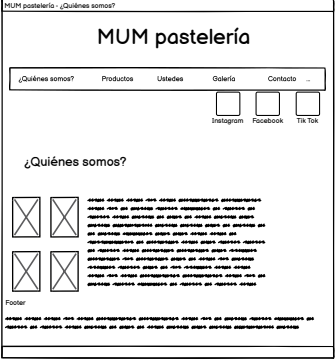 MUM pastelería - ¿Quiénes somos?
MUM pastelería
¿Quiénes somos? Productos Ustedes Galería Contacto ...
Instagram Facebook Tik Tok
¿Quiénes somos?
Footer